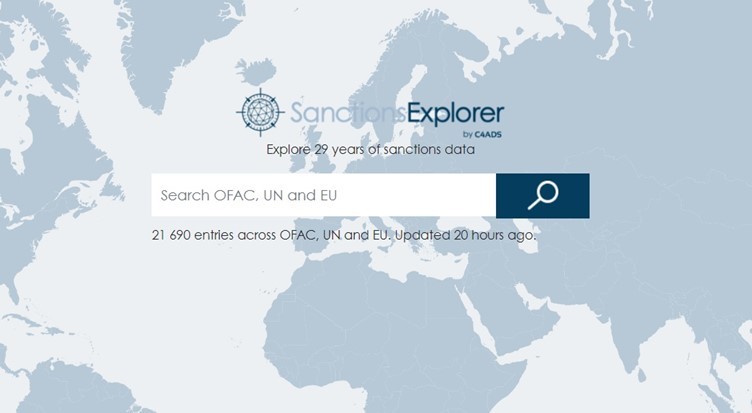 SanctionsExplorer
by C4ADS
Explore 29 years of sanctions data
Search OFAC, UN and EU
21 690 entries across OFAC, UN and EU. Updated 20 hours ago.